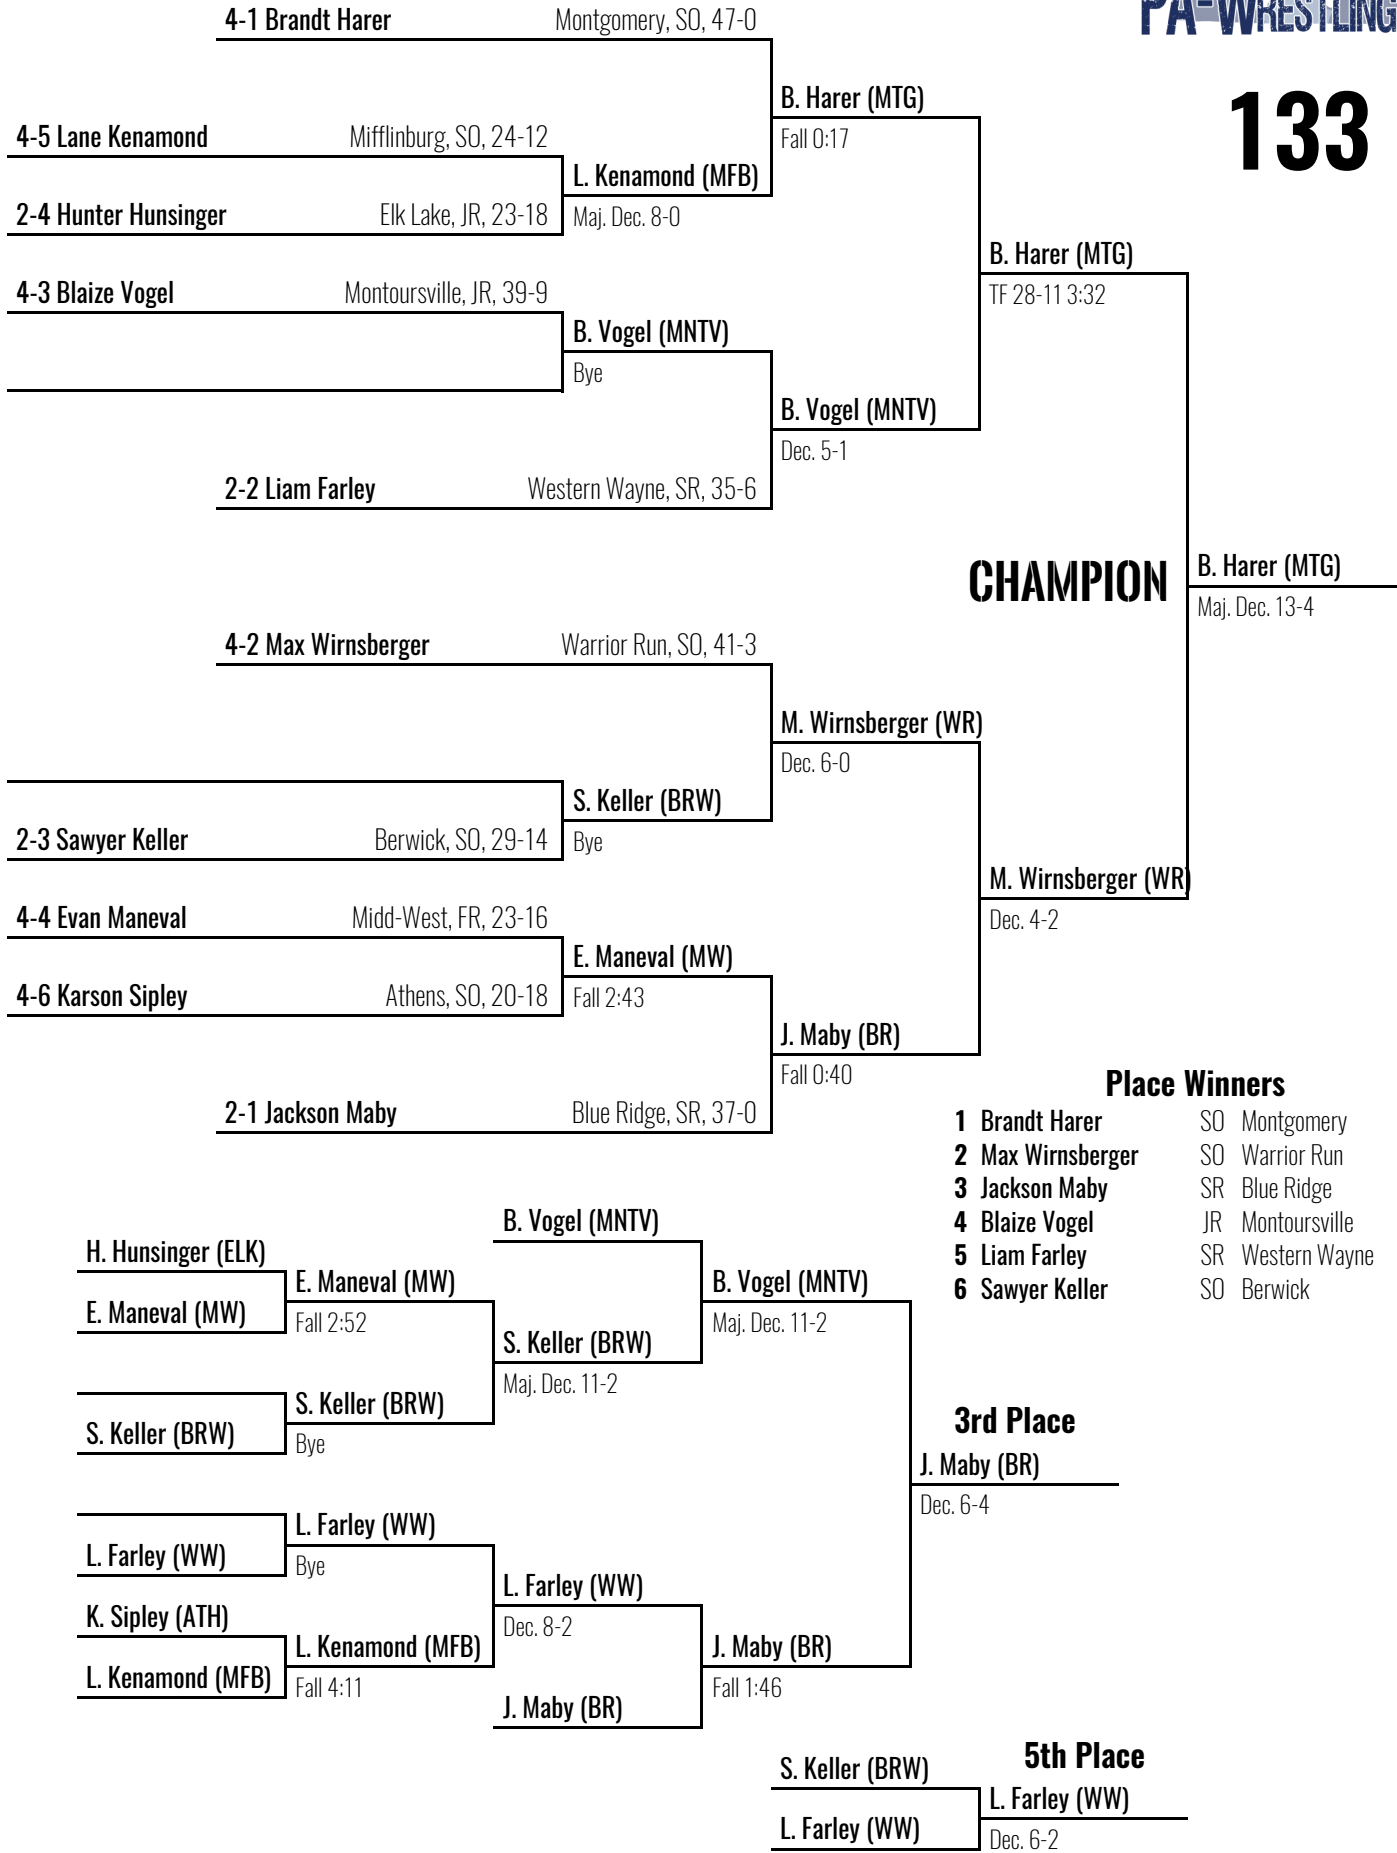 PA-WRESTLING
133
4-1 Brandt Harer Montgomery, SO, 47-0
B. Harer (MTG)
Fall 0:17
4-5 Lane Kenamond Mifflinburg, SO, 24-12
L. Kenamond (MFB)
Maj. Dec. 8-0
2-4 Hunter Hunsinger Elk Lake, JR, 23-18
B. Harer (MTG)
TF 28-11 3:32
4-3 Blaize Vogel Montoursville, JR, 39-9
B. Vogel (MNTV)
Bye
B. Vogel (MNTV)
Dec. 5-1
2-2 Liam Farley Western Wayne, SR, 35-6
CHAMPION
B. Harer (MTG)
Maj. Dec. 13-4
4-2 Max Wirnsberger Warrior Run, SO, 41-3
M. Wirnsberger (WR)
Dec. 6-0
S. Keller (BRW)
Bye
2-3 Sawyer Keller Berwick, SO, 29-14
M. Wirnsberger (WR)
Dec. 4-2
4-4 Evan Maneval Midd-West, FR, 23-16
E. Maneval (MW)
Fall 2:43
4-6 Karson Sipley Athens, SO, 20-18
J. Maby (BR)
Fall 0:40
2-1 Jackson Maby Blue Ridge, SR, 37-0
Place Winners
1 Brandt Harer SO Montgomery
2 Max Wirnsberger SO Warrior Run
3 Jackson Maby SR Blue Ridge
4 Blaize Vogel JR Montoursville
5 Liam Farley SR Western Wayne
6 Sawyer Keller SO Berwick
B. Vogel (MNTV)
H. Hunsinger (ELK)
E. Maneval (MW)
Fall 2:52
E. Maneval (MW)
B. Vogel (MNTV)
Maj. Dec. 11-2
S. Keller (BRW)
Maj. Dec. 11-2
S. Keller (BRW)
Bye
S. Keller (BRW)
3rd Place
J. Maby (BR)
Dec. 6-4
L. Farley (WW)
Bye
L. Farley (WW)
L. Farley (WW)
Dec. 8-2
K. Sipley (ATH)
L. Kenamond (MFB)
Fall 4:11
L. Kenamond (MFB)
J. Maby (BR)
Fall 1:46
J. Maby (BR)
5th Place
S. Keller (BRW)
L. Farley (WW)
Dec. 6-2
L. Farley (WW)